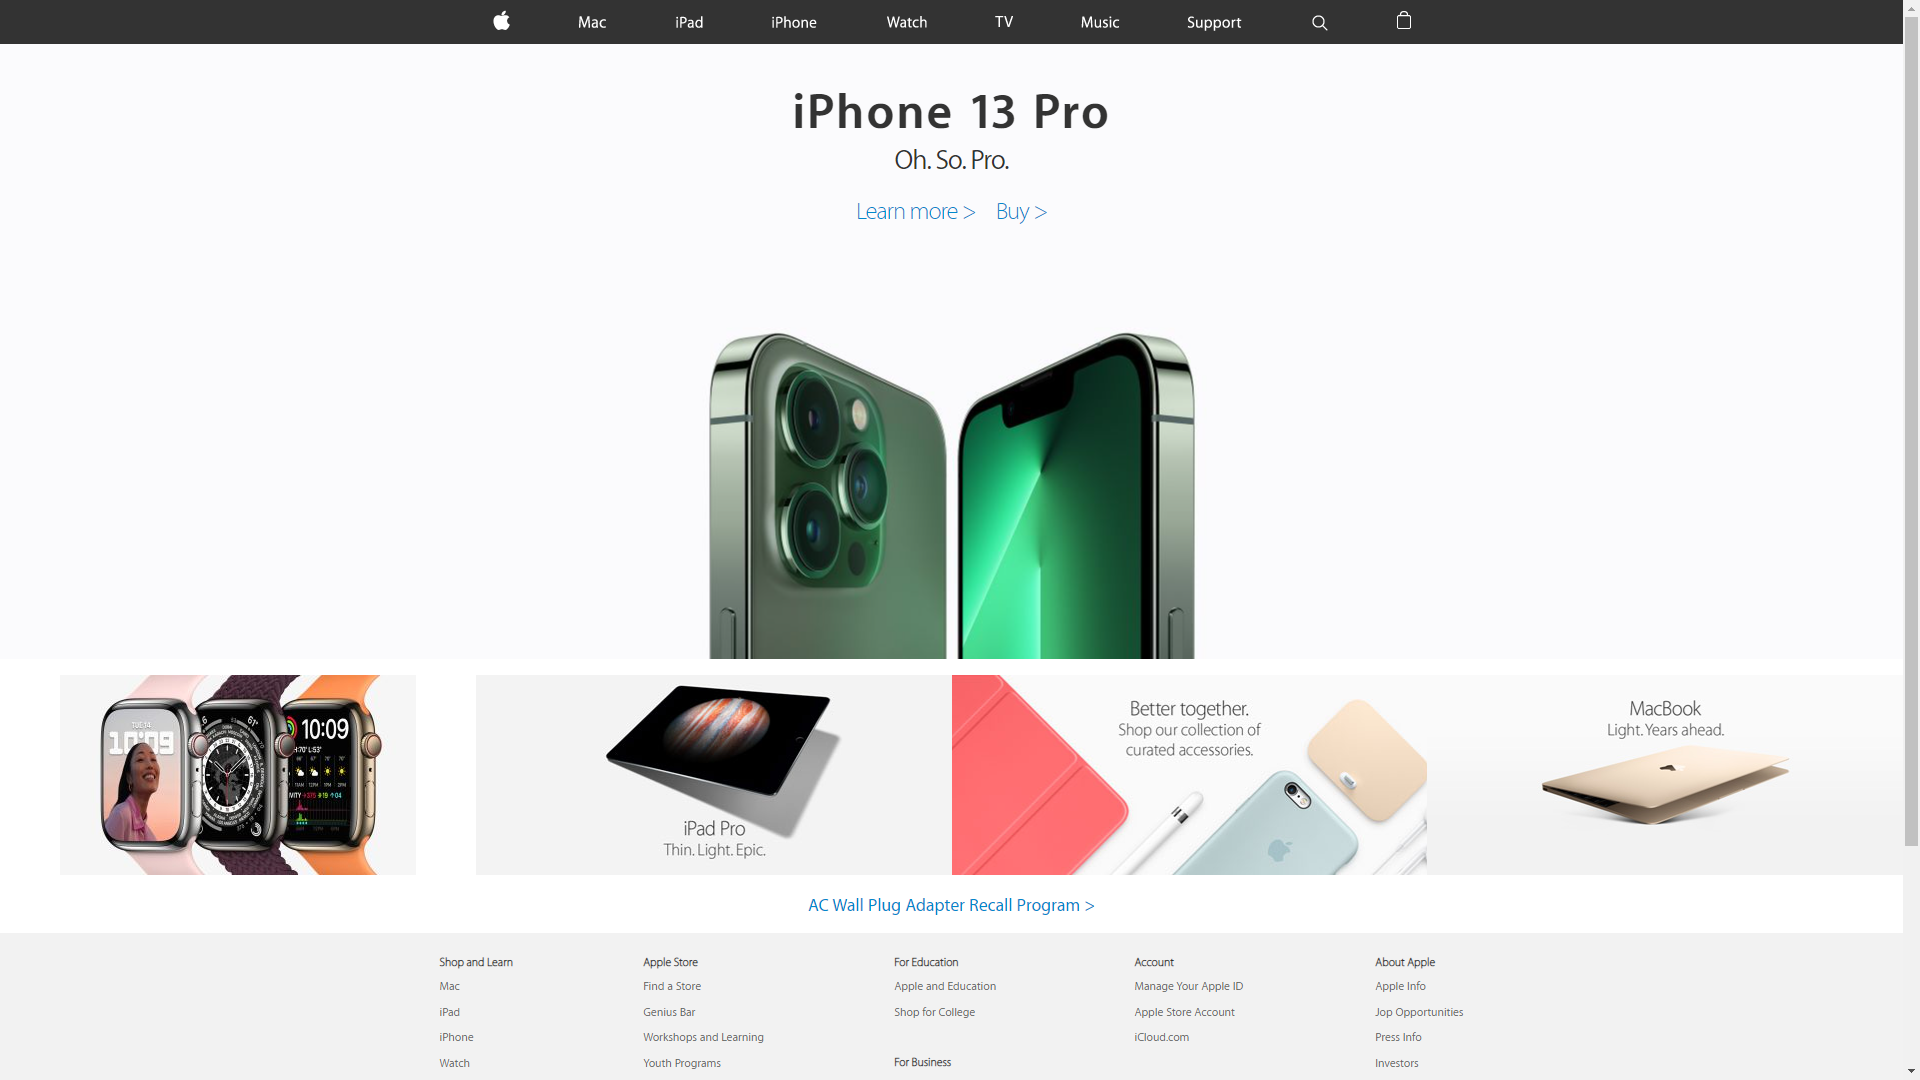 Mac
iPad
iPhone
Watch
TV
Music
Support
iPhone 13 Pro
Oh. So. Pro.
Learn more >
Buy >
TUE 14
10:09
10:09
iPad Pro
Thin. Light. Epic.
Better together.
Shop our collection of
curated accessories.
MacBook
Light. Years ahead.
AC Wall Plug Adapter Recall Program >
Shop and Learn
Mac
iPad
iPhone
Watch
Apple Store
Find a Store
Genius Bar
Workshops and Learning
Youth Programs
For Education
Apple and Education
Shop for College
For Business
Account
Manage Your Apple ID
Apple Store Account
iCloud.com
About Apple
Apple Info
Jop Opportunities
Press Info
Investors